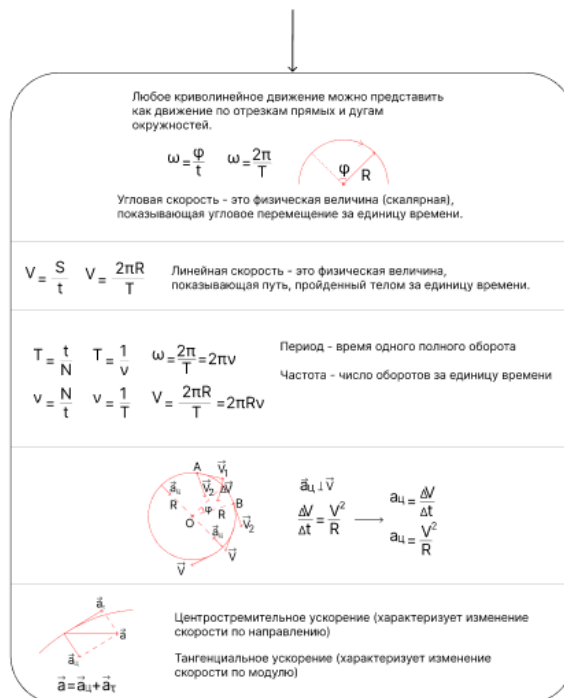 Любое криволинейное движение можно представить
как движение по отрезкам прямых и дугам
окружностей.
ω = φ/t ω = 2π/T
φ R
Угловая скорость - это физическая величина (скалярная),
показывающая угловое перемещение за единицу времени.
V = S/t V = 2πR/T
Линейная скорость - это физическая величина,
показывающая путь, пройденный телом за единицу времени.
T = t/N T = 1/ν ω = 2π/T = 2πν
ν = N/t ν = 1/T V = 2πR/T = 2πRν
Период - время одного полного оборота
Частота - число оборотов за единицу времени
A V⃗₁
a⃗ц V⃗₂ ΔV⃗
R φ R B
O V⃗₂
a⃗ц V⃗
V⃗
a⃗ц ⊥ V⃗
ΔV/Δt = V²/R
aц = ΔV/Δt
aц = V²/R
a⃗
a⃗ц
a⃗ = a⃗ц + a⃗τ
Центростремительное ускорение (характеризует изменение
скорости по направлению)
Тангенциальное ускорение (характеризует изменение
скорости по модулю)